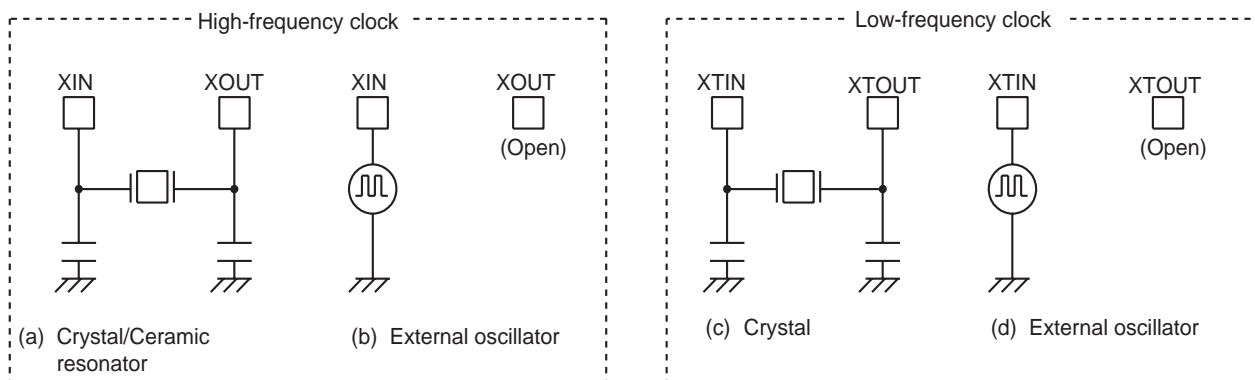 High-frequency clock
XIN XOUT XIN XOUT
(Open)
(a) Crystal/Ceramic
resonator
(b) External oscillator
Low-frequency clock
XTIN XTOUT XTIN XTOUT
(Open)
(c) Crystal
(d) External oscillator